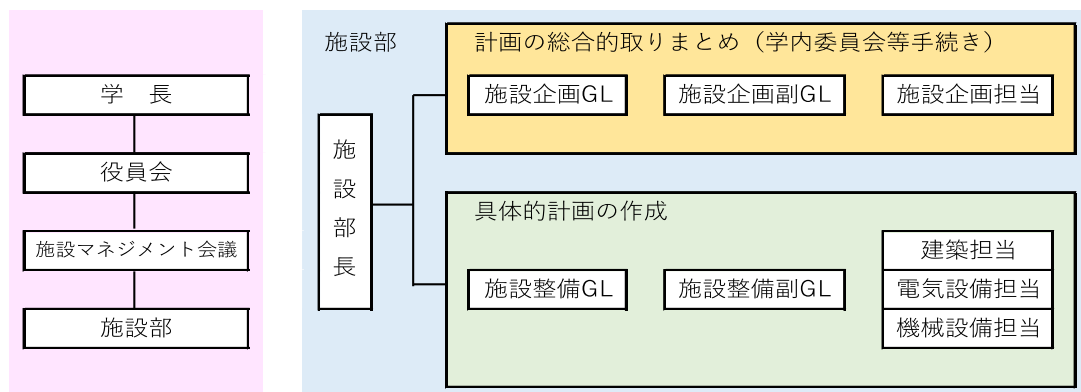 学　長
役員会
施設マネジメント会議
施設部
施設部
施設部長
計画の総合的取りまとめ（学内委員会等手続き）
施設企画GL
施設企画副GL
施設企画担当
具体的計画の作成
施設整備GL
施設整備副GL
建築担当
電気設備担当
機械設備担当